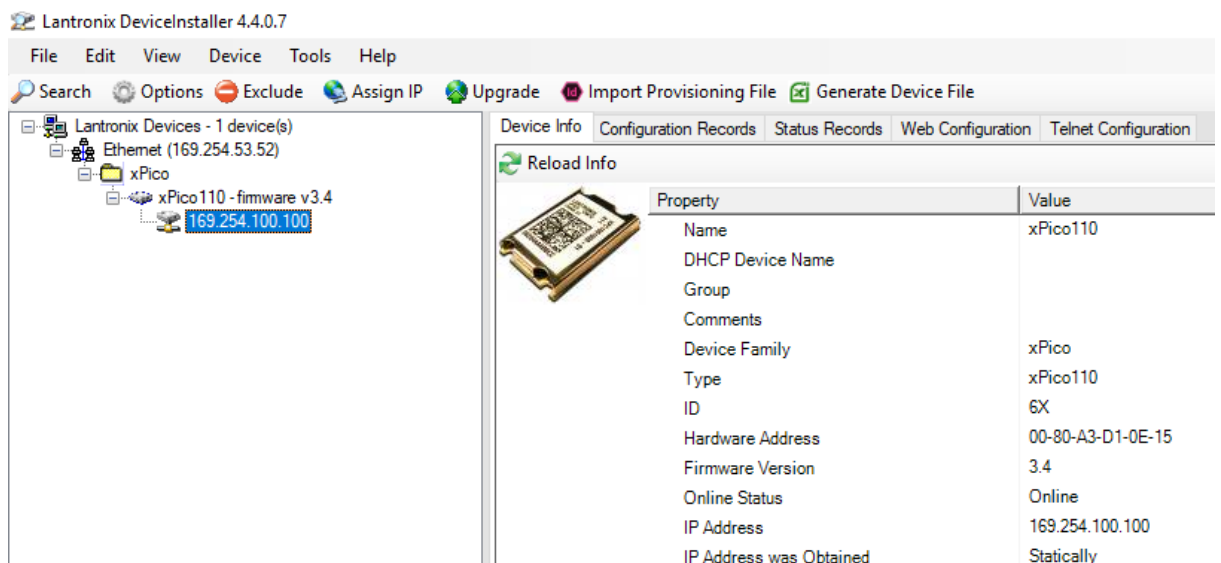 Lantronix DeviceInstaller 4.4.0.7
File Edit View Device Tools Help
Search Options Exclude Assign IP Upgrade Import Provisioning File Generate Device File
Lantronix Devices - 1 device(s)
Ethernet (169.254.53.52)
xPico
xPico110 - firmware v3.4
169.254.100.100
Device Info Configuration Records Status Records Web Configuration Telnet Configuration
Reload Info
Property Value
Name xPico110
DHCP Device Name
Group
Comments
Device Family xPico
Type xPico110
ID 6X
Hardware Address 00-80-A3-D1-0E-15
Firmware Version 3.4
Online Status Online
IP Address 169.254.100.100
IP Address was Obtained Statically